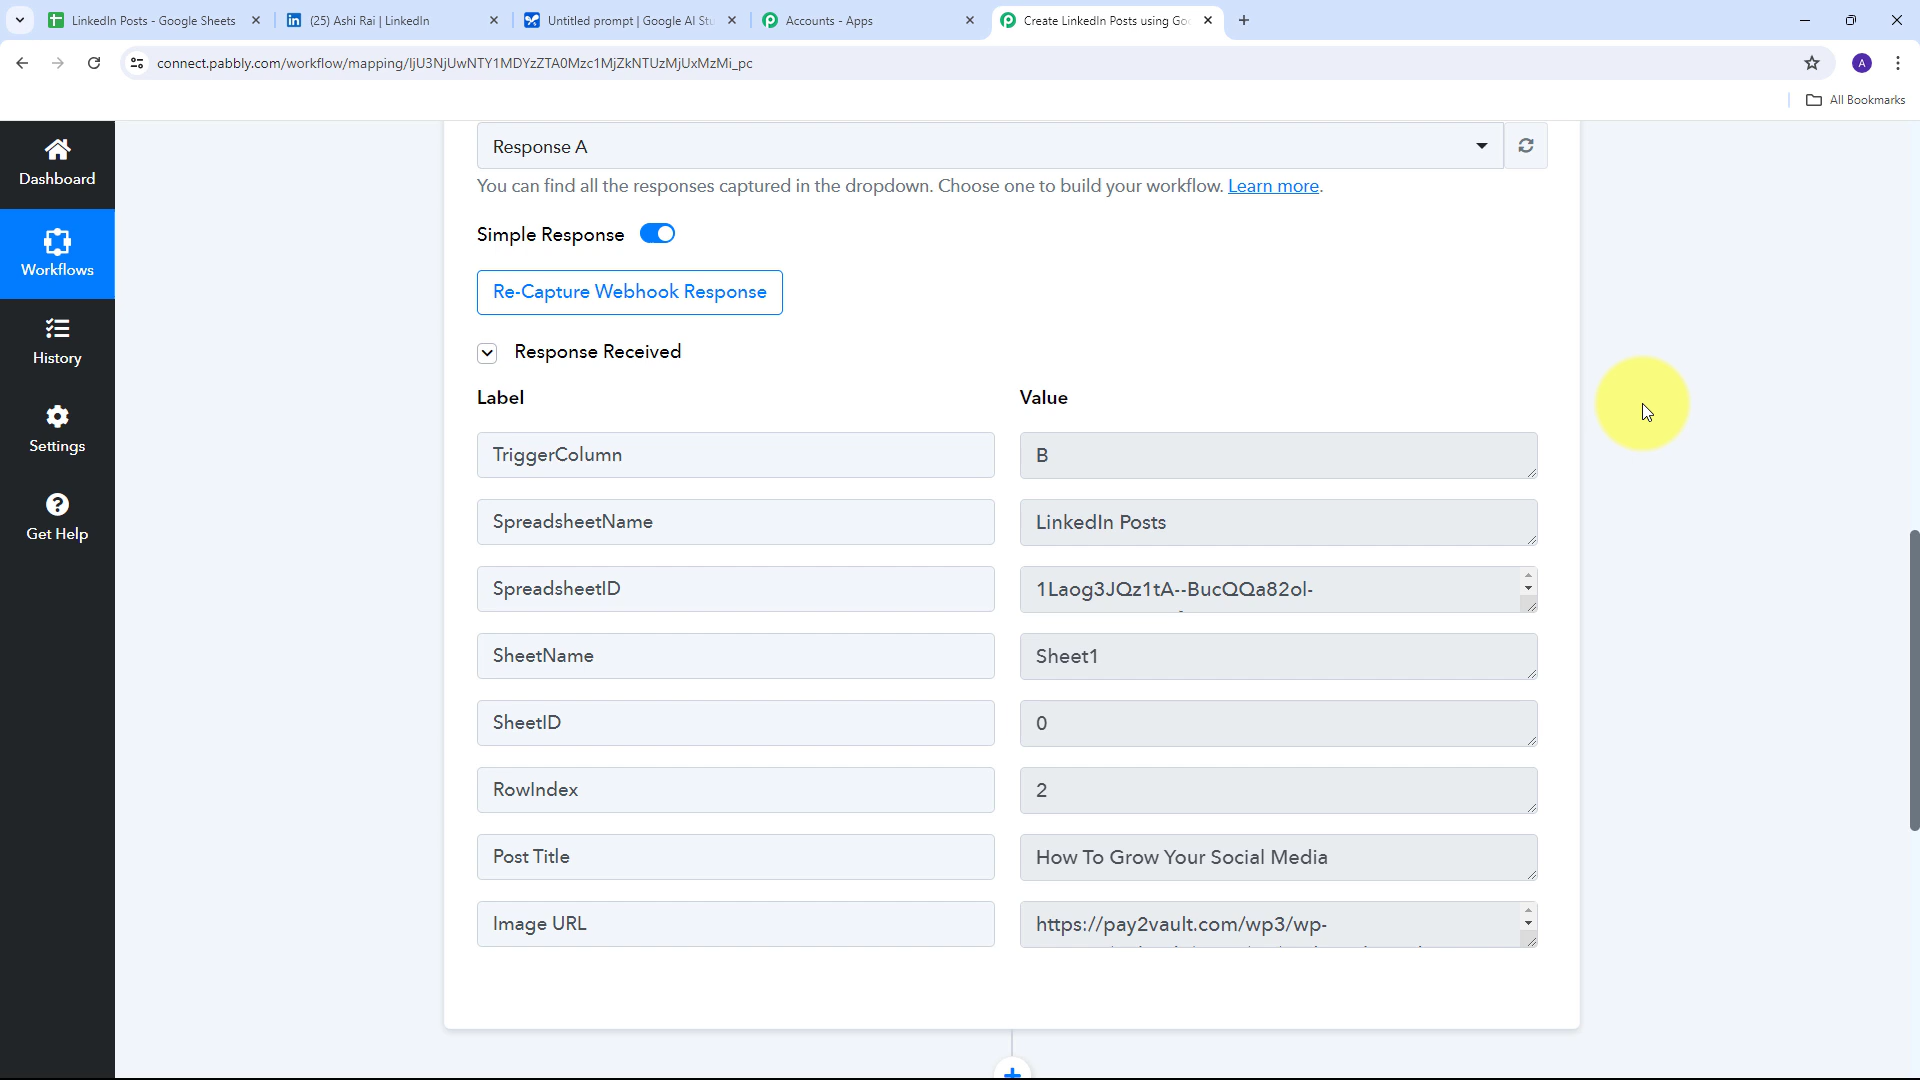 LinkedIn Posts - Google Sheets
(25) Ashi Rai | LinkedIn
Untitled prompt | Google AI Stu
Accounts - Apps
Create LinkedIn Posts using Goo
connect.pabbly.com/workflow/mapping/IjU3NjUwNTY1MDYzZTA0Mzc1MjZkNTUzMjUxMzMi_pc
A
All Bookmarks
Dashboard
Workflows
History
Settings
Get Help
Response A
You can find all the responses captured in the dropdown. Choose one to build your workflow. Learn more.
Simple Response
Re-Capture Webhook Response
Response Received
Label Value
TriggerColumn B
SpreadsheetName LinkedIn Posts
SpreadsheetID 1Laog3JQz1tA--BucQQa82ol-
SheetName Sheet1
SheetID 0
RowIndex 2
Post Title How To Grow Your Social Media
Image URL https://pay2vault.com/wp3/wp-